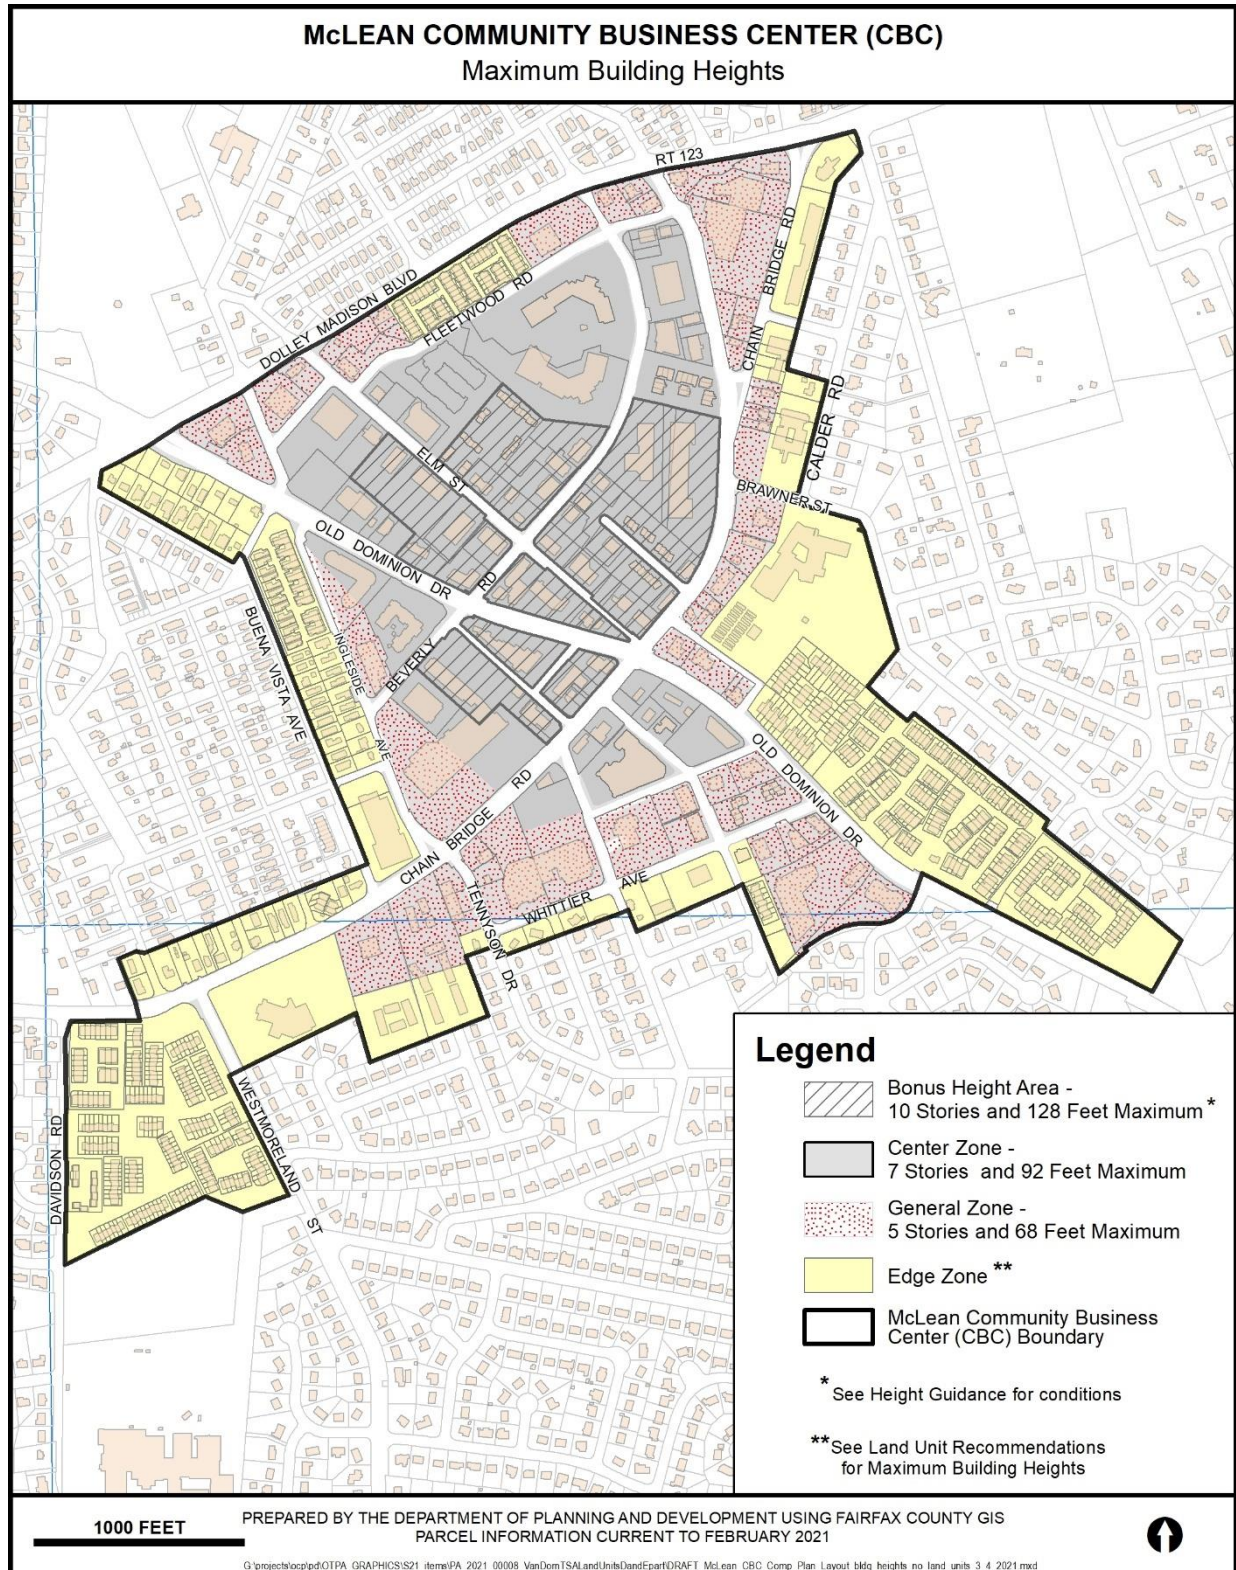 McLEAN COMMUNITY BUSINESS CENTER (CBC)
Maximum Building Heights
RT 123
DOLLEY MADISON BLVD
FLEETWOOD RD
CHAIN BRIDGE RD
CALDER RD
ELM ST
BRAWNER ST
OLD DOMINION DR
BEVERLY RD
INGLESIDE AVE
BUENA VISTA AVE
OLD DOMINION DR
CHAIN BRIDGE RD
TENNYSON DR
WHITTIER AVE
WESTMORELAND ST
DAVIDSON RD
Legend
Bonus Height Area -
10 Stories and 128 Feet Maximum *
Center Zone -
7 Stories and 92 Feet Maximum
General Zone -
5 Stories and 68 Feet Maximum
Edge Zone **
McLean Community Business
Center (CBC) Boundary
* See Height Guidance for conditions
** See Land Unit Recommendations
for Maximum Building Heights
1000 FEET
PREPARED BY THE DEPARTMENT OF PLANNING AND DEVELOPMENT USING FAIRFAX COUNTY GIS
PARCEL INFORMATION CURRENT TO FEBRUARY 2021